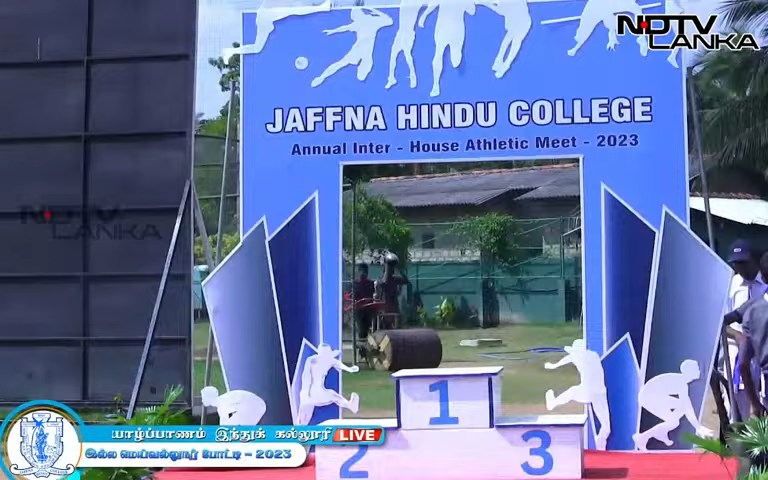 NDTV
LANKA
JAFFNA HINDU COLLEGE
Annual Inter - House Athletic Meet - 2023
NDTV
LANKA
1
2
3
யாழ்ப்பாணம் இந்துக் கல்லூரி LIVE
இல்ல மெய்வல்லுநர் போட்டி - 2023